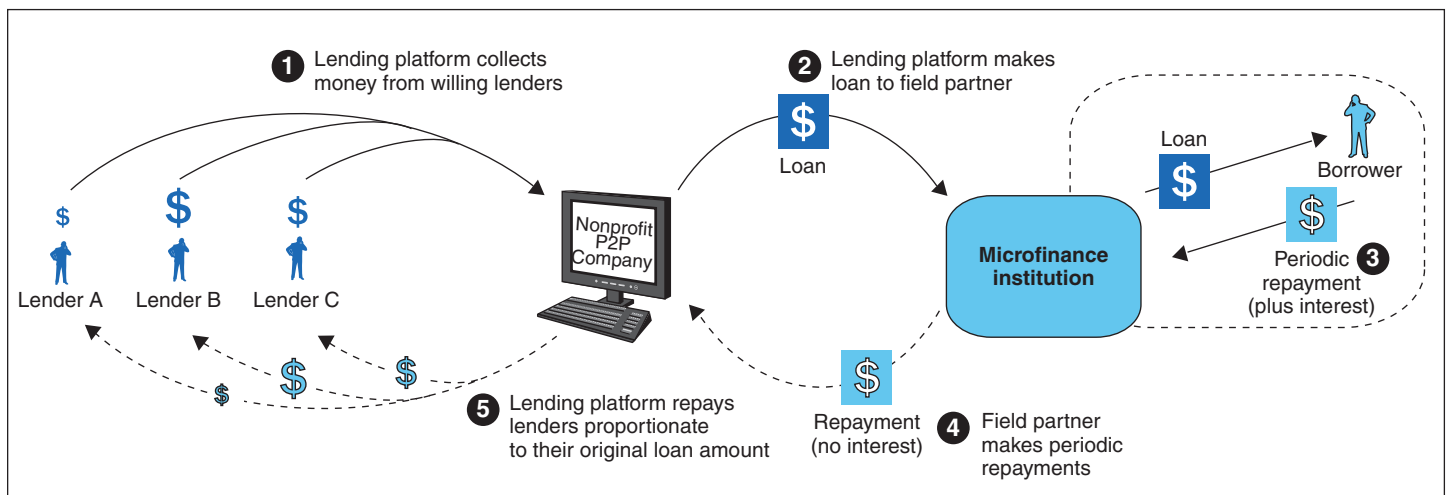 1 Lending platform collects
money from willing lenders
2 Lending platform makes
loan to field partner
$
Loan
Loan
$
Borrower
$
$
$
$
Nonprofit
P2P
Company
Microfinance
institution
Periodic 3
repayment
(plus interest)
Lender A
Lender B
Lender C
$
$
$
$
5 Lending platform repays
lenders proportionate
to their original loan amount
Repayment
(no interest)
4 Field partner
makes periodic
repayments